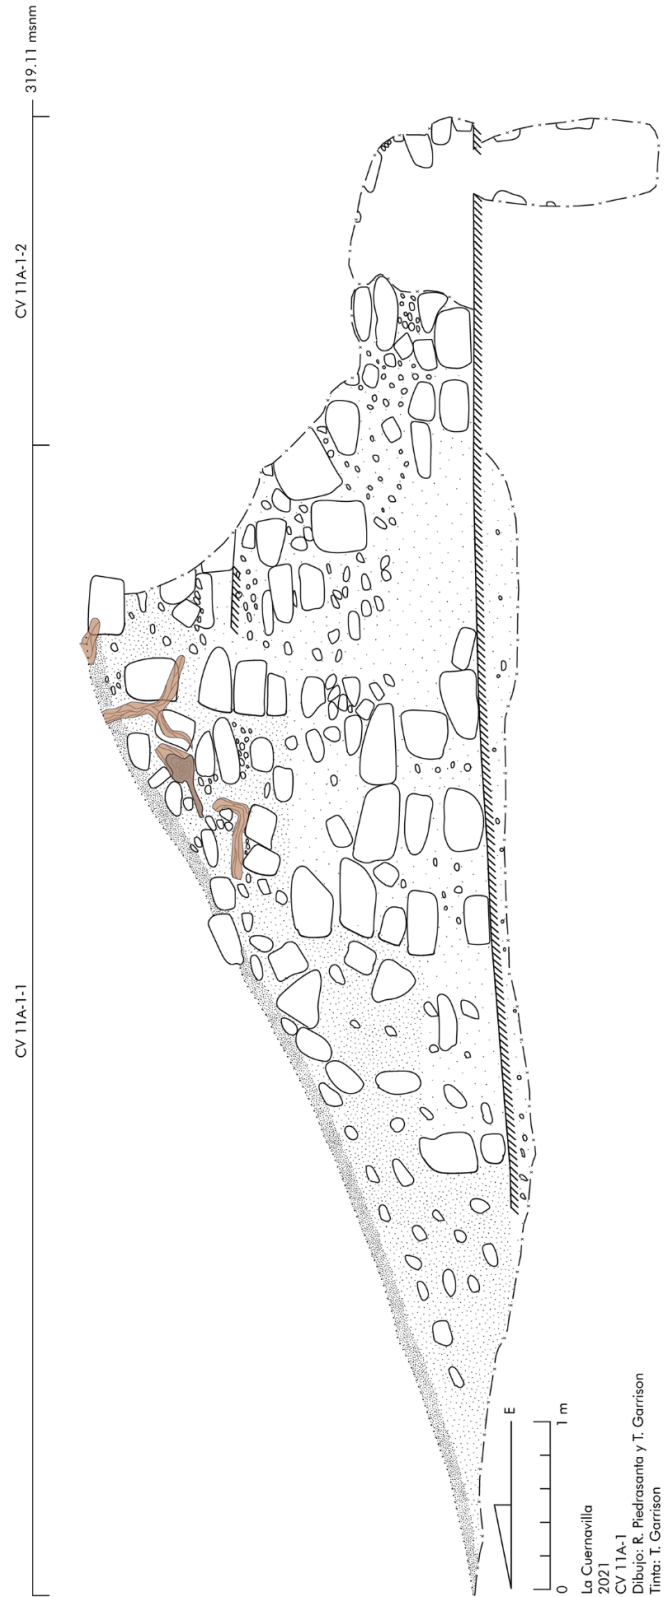 CV 11A-1-1
CV 11A-1-2
319.11 msnm
E
0
1 m
La Cuernavilla
2021
CV 11A-1
Dibujo: R. Piedrasanta y T. Garrison
Tinta: T. Garrison